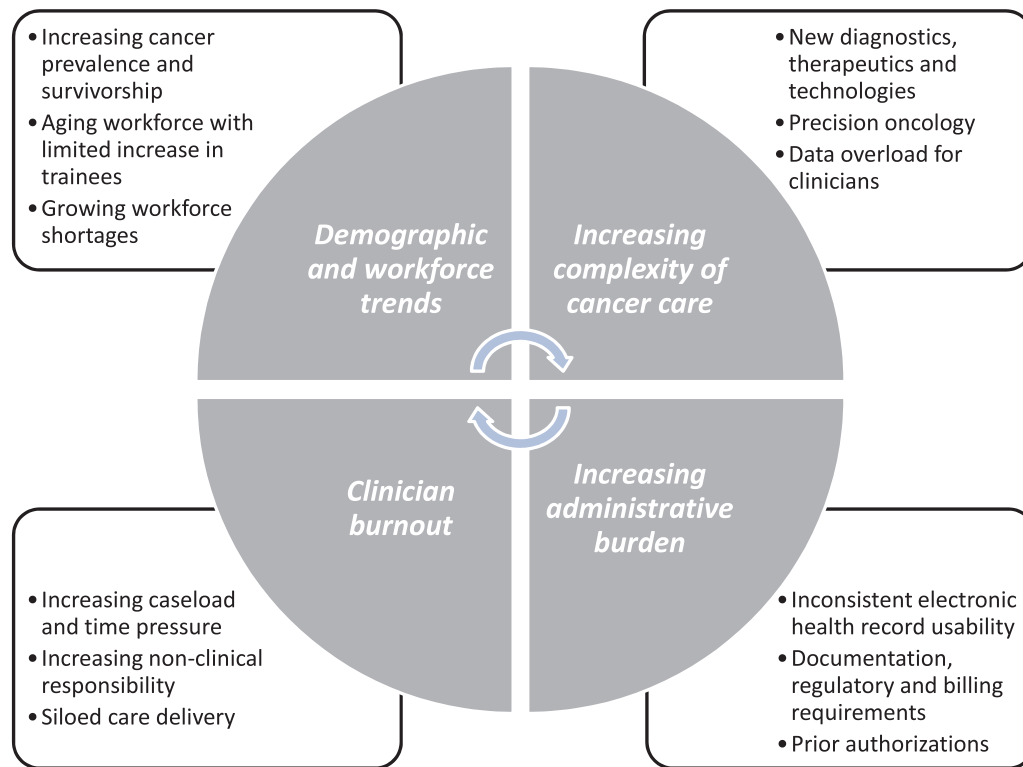 • Increasing cancer
prevalence and
survivorship
• Aging workforce with
limited increase in
trainees
• Growing workforce
shortages
• New diagnostics,
therapeutics and
technologies
• Precision oncology
• Data overload for
clinicians
Demographic
and workforce
trends
Increasing
complexity of
cancer care
Clinician
burnout
Increasing
administrative
burden
• Increasing caseload
and time pressure
• Increasing non-clinical
responsibility
• Siloed care delivery
• Inconsistent electronic
health record usability
• Documentation,
regulatory and billing
requirements
• Prior authorizations